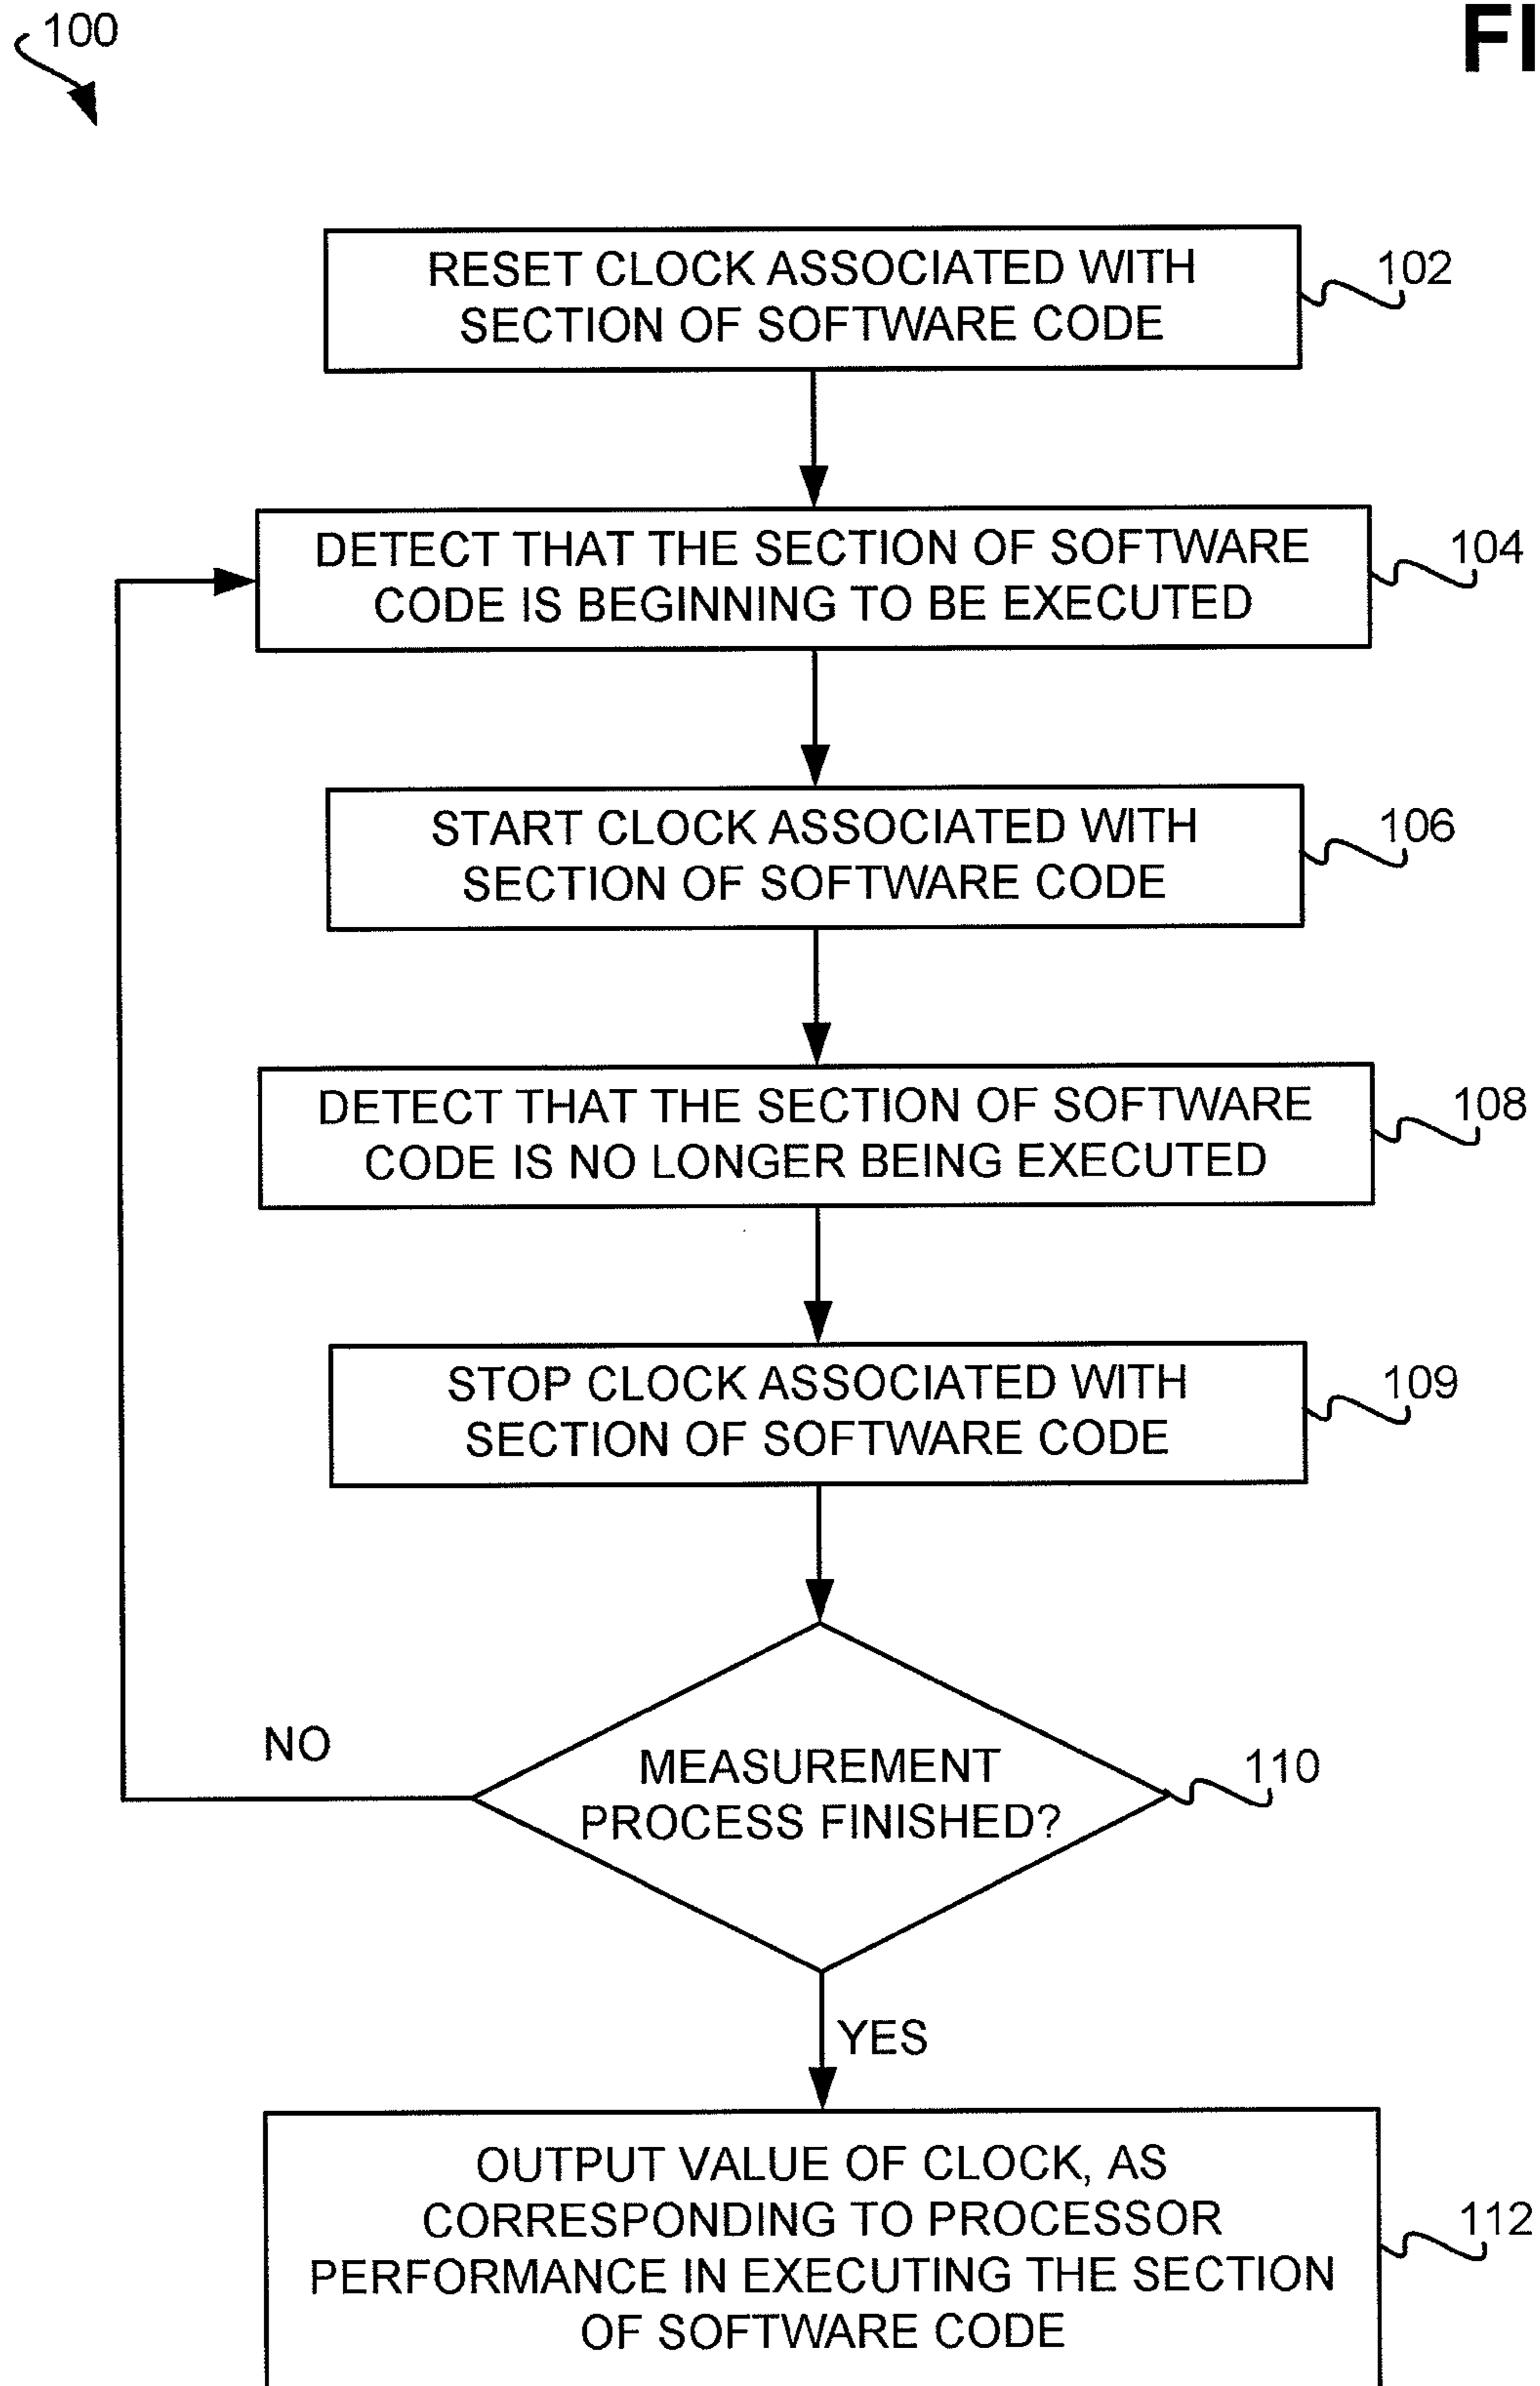 100
FI
RESET CLOCK ASSOCIATED WITH
SECTION OF SOFTWARE CODE
102
DETECT THAT THE SECTION OF SOFTWARE
CODE IS BEGINNING TO BE EXECUTED
104
START CLOCK ASSOCIATED WITH
SECTION OF SOFTWARE CODE
106
DETECT THAT THE SECTION OF SOFTWARE
CODE IS NO LONGER BEING EXECUTED
108
STOP CLOCK ASSOCIATED WITH
SECTION OF SOFTWARE CODE
109
NO
MEASUREMENT
PROCESS FINISHED?
110
YES
OUTPUT VALUE OF CLOCK, AS
CORRESPONDING TO PROCESSOR
PERFORMANCE IN EXECUTING THE SECTION
OF SOFTWARE CODE
112